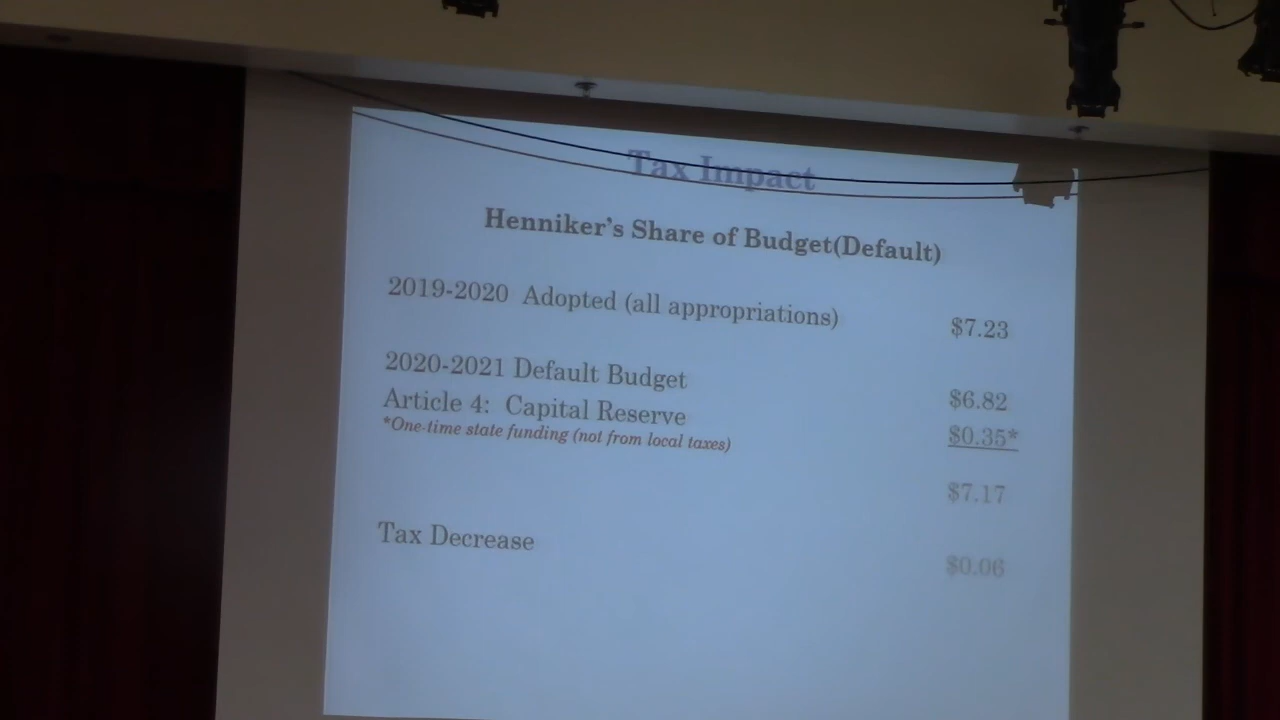 Tax Impact
Henniker's Share of Budget(Default)
2019-2020 Adopted (all appropriations) $7.23
2020-2021 Default Budget $6.82
Article 4: Capital Reserve $0.35*
*One-time state funding (not from local taxes)
$7.17
Tax Decrease $0.06